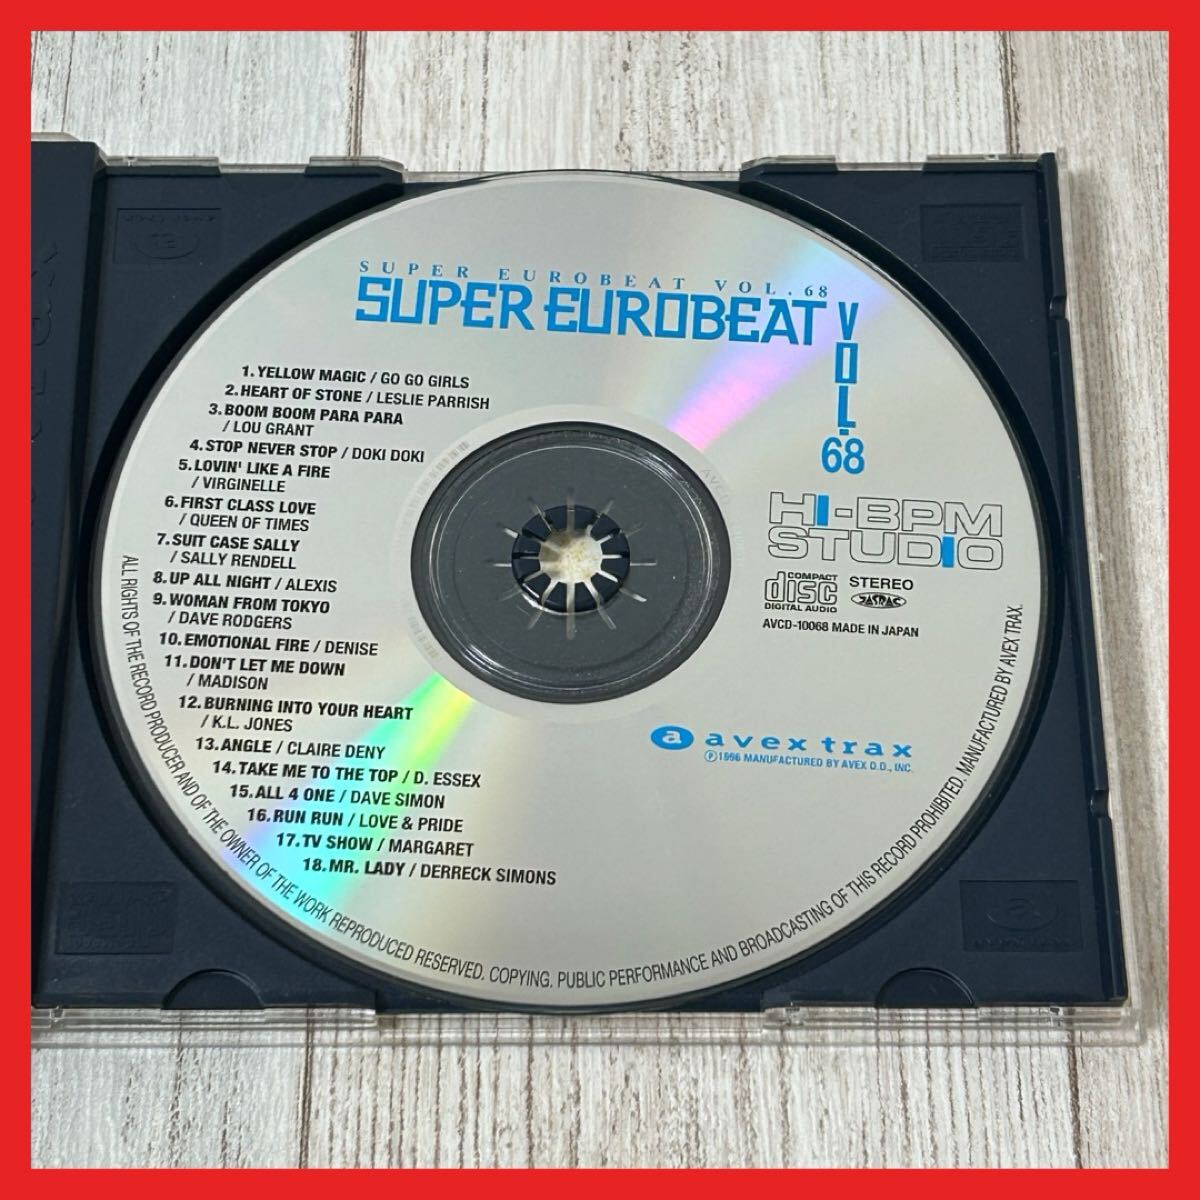 SUPER EUROBEAT VOL.68
SUPER EUROBEAT
VOL.68
1.YELLOW MAGIC / GO GO GIRLS
2.HEART OF STONE / LESLIE PARRISH
3.BOOM BOOM PARA PARA
/ LOU GRANT
4.STOP NEVER STOP / DOKI DOKI
5.LOVIN' LIKE A FIRE
/ VIRGINELLE
6.FIRST CLASS LOVE
/ QUEEN OF TIMES
7.SUIT CASE SALLY
/ SALLY RENDELL
8.UP ALL NIGHT / ALEXIS
9.WOMAN FROM TOKYO
/ DAVE RODGERS
10.EMOTIONAL FIRE / DENISE
11.DON'T LET ME DOWN
/ MADISON
12.BURNING INTO YOUR HEART
/ K.L. JONES
13.ANGLE / CLAIRE DENY
14.TAKE ME TO THE TOP / D. ESSEX
15.ALL 4 ONE / DAVE SIMON
16.RUN RUN / LOVE & PRIDE
17.TV SHOW / MARGARET
18.MR. LADY / DERRECK SIMONS
HI-BPM
STUDIO
COMPACT
disc
DIGITAL AUDIO
STEREO
JASRAC
AVCD-10068 MADE IN JAPAN
a avex trax
Ⓟ1996 MANUFACTURED BY AVEX D.D., INC.
ALL RIGHTS OF THE RECORD PRODUCER AND OF THE OWNER OF THE WORK REPRODUCED RESERVED. COPYING, PUBLIC PERFORMANCE AND BROADCASTING OF THIS RECORD PROHIBITED. MANUFACTURED BY AVEX TRAX.